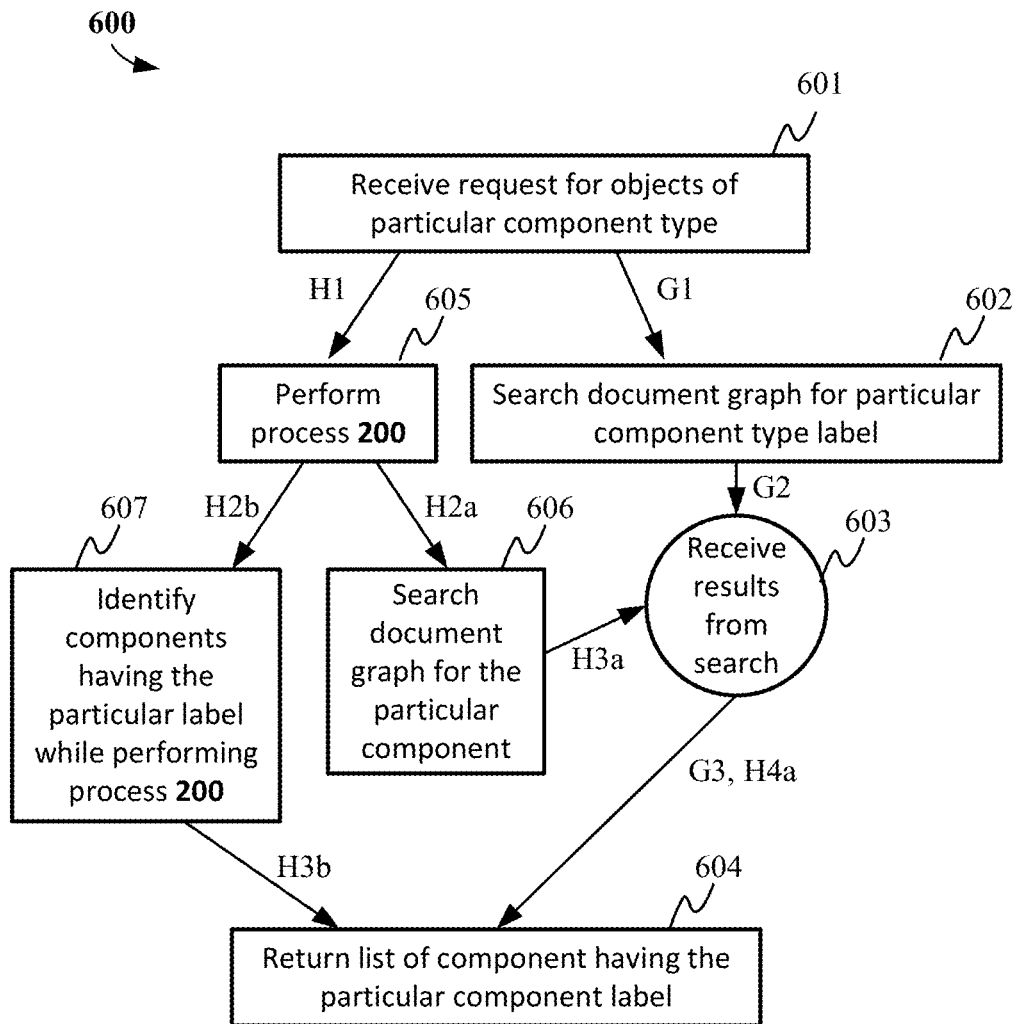 600
601
Receive request for objects of
particular component type
H1
G1
605
602
Perform
process 200
Search document graph for particular
component type label
H2b
H2a
G2
607
606
603
Identify
components
having the
particular label
while performing
process 200
Search
document
graph for the
particular
component
H3a
Receive
results
from
search
G3, H4a
H3b
604
Return list of component having the
particular component label